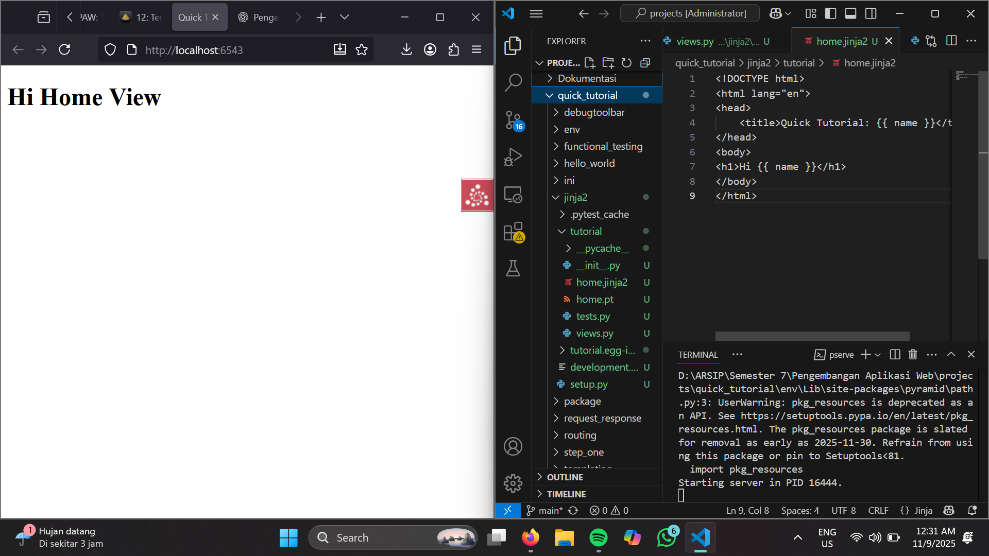 PAW:
12: Te
Quick T
Penge
http://localhost:6543
Hi Home View
projects [Administrator]
EXPLORER
views.py ...\jinja2\... U
home.jinja2 U
PROJE...
quick_tutorial > jinja2 > tutorial > home.jinja2
Dokumentasi
quick_tutorial
debugtoolbar
env
functional_testing
hello_world
ini
jinja2
.pytest_cache
tutorial
__pycache__
__init__.py U
home.jinja2 U
home.pt U
tests.py U
views.py U
tutorial.egg-i...
development.... U
setup.py U
package
request_response
routing
step_one
templating
OUTLINE
TIMELINE
16
1 <!DOCTYPE html>
2 <html lang="en">
3 <head>
4 <title>Quick Tutorial: {{ name }}</t
5 </head>
6 <body>
7 <h1>Hi {{ name }}</h1>
8 </body>
9 </html>
TERMINAL
pserve
D:\ARSIP\Semester 7\Pengembangan Aplikasi Web\projec
ts\quick_tutorial\env\Lib\site-packages\pyramid\path
.py:3: UserWarning: pkg_resources is deprecated as a
n API. See https://setuptools.pypa.io/en/latest/pkg_
resources.html. The pkg_resources package is slated
for removal as early as 2025-11-30. Refrain from usi
ng this package or pin to Setuptools<81.
import pkg_resources
Starting server in PID 16444.
main*
0 0
Ln 9, Col 8
Spaces: 4
UTF-8
CRLF
Jinja
1
Hujan datang
Di sekitar 3 jam
Search
6
ENG
US
12:31 AM
11/9/2025